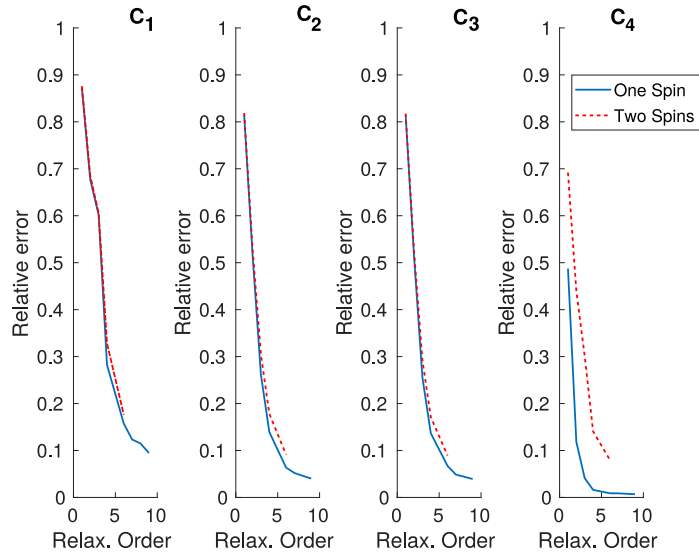 C1 C2 C3 C4
1 1 1 1
0.9 0.9 0.9 0.9
One Spin
Two Spins
0.8 0.8 0.8 0.8
0.7 0.7 0.7 0.7
0.6 0.6 0.6 0.6
Relative error Relative error Relative error Relative error
0.5 0.5 0.5 0.5
0.4 0.4 0.4 0.4
0.3 0.3 0.3 0.3
0.2 0.2 0.2 0.2
0.1 0.1 0.1 0.1
0 0 0 0
0 5 10 0 5 10 0 5 10 0 5 10
Relax. Order Relax. Order Relax. Order Relax. Order